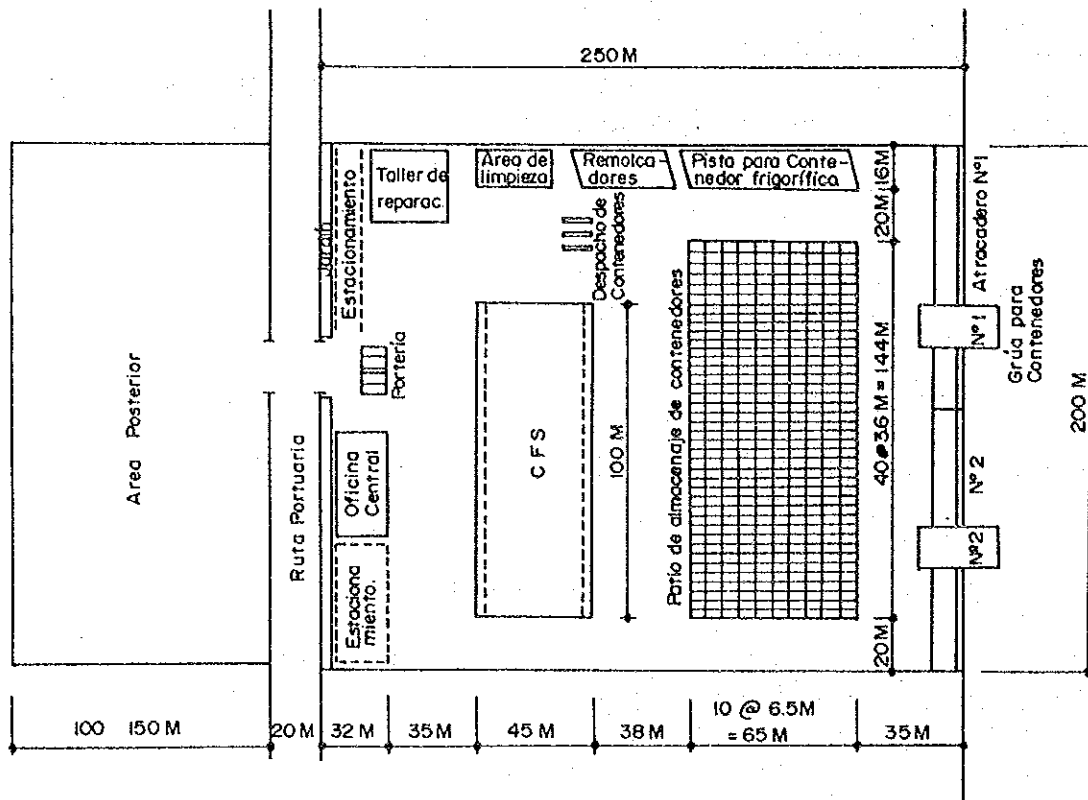 250 M
Area Posterior
Ruta Portuaria
Jardín
Estacionamiento
Taller de
reparac.
Area de
limpieza
Remolca-
dores
Pista para Conte-
nedor frigorífica
16M
20M
Despacho de
Contenedores
Portería
Oficina
Central
Estaciona
miento.
C F S
100 M
Patio de almacenaje de contenedores
40@3.6 M = 144M
20M
Atracadero Nº1
Nº1
Grúa para
Contenedores
Nº 2
Nº2
200 M
100 150 M
20 M
32 M
35 M
45 M
38 M
10 @ 6.5M
= 65 M
35 M